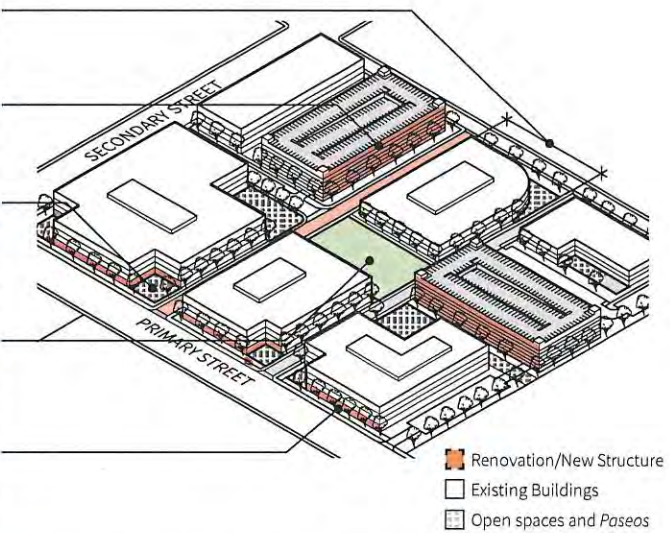 SECONDARY STREET
PRIMARY STREET
Renovation/New Structure
Existing Buildings
Open spaces and Paseos